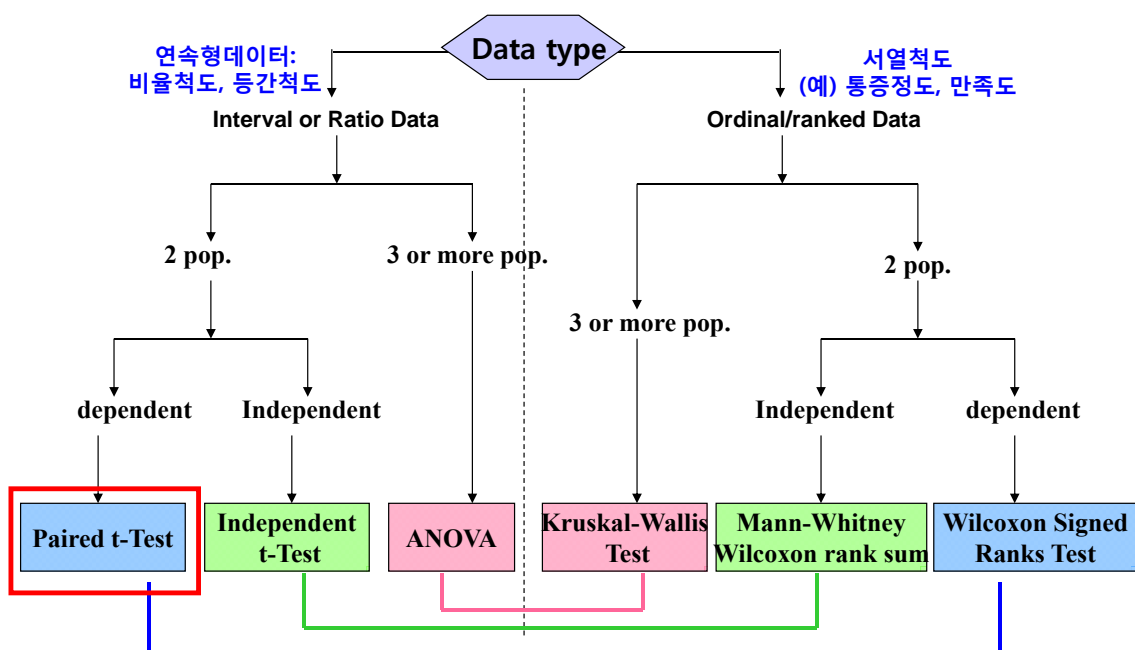 Data type
연속형데이터:
비율척도, 등간척도
서열척도
(예) 통증정도, 만족도
Interval or Ratio Data
Ordinal/ranked Data
2 pop.
3 or more pop.
2 pop.
3 or more pop.
dependent
Independent
Independent
dependent
Paired t-Test
Independent
t-Test
ANOVA
Kruskal-Wallis
Test
Mann-Whitney
Wilcoxon rank sum
Wilcoxon Signed
Ranks Test